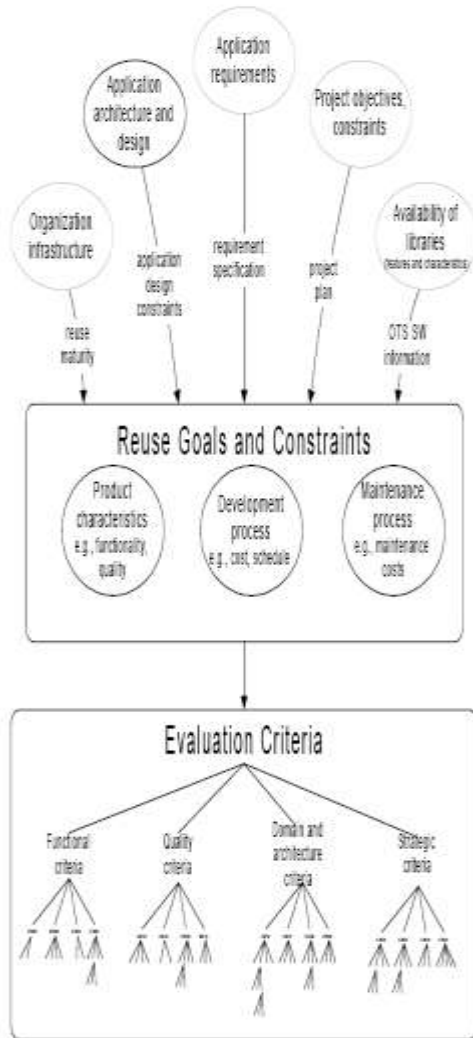 Application
requirements
Application
architecture and
design
Project objectives,
constraints
Organization
infrastructure
Availability of
libraries
(features and characteristics)
application
design
constraints
requirement
specification
project
plan
reuse
maturity
OTS SW
information
Reuse Goals and Constraints
Product
characteristics
e.g., functionality,
quality
Development
process
e.g., cost, schedule
Maintenance
process
e.g., maintenance
costs
Evaluation Criteria
Functional
criteria
Quality
criteria
Domain and
architecture
criteria
Strategic
criteria